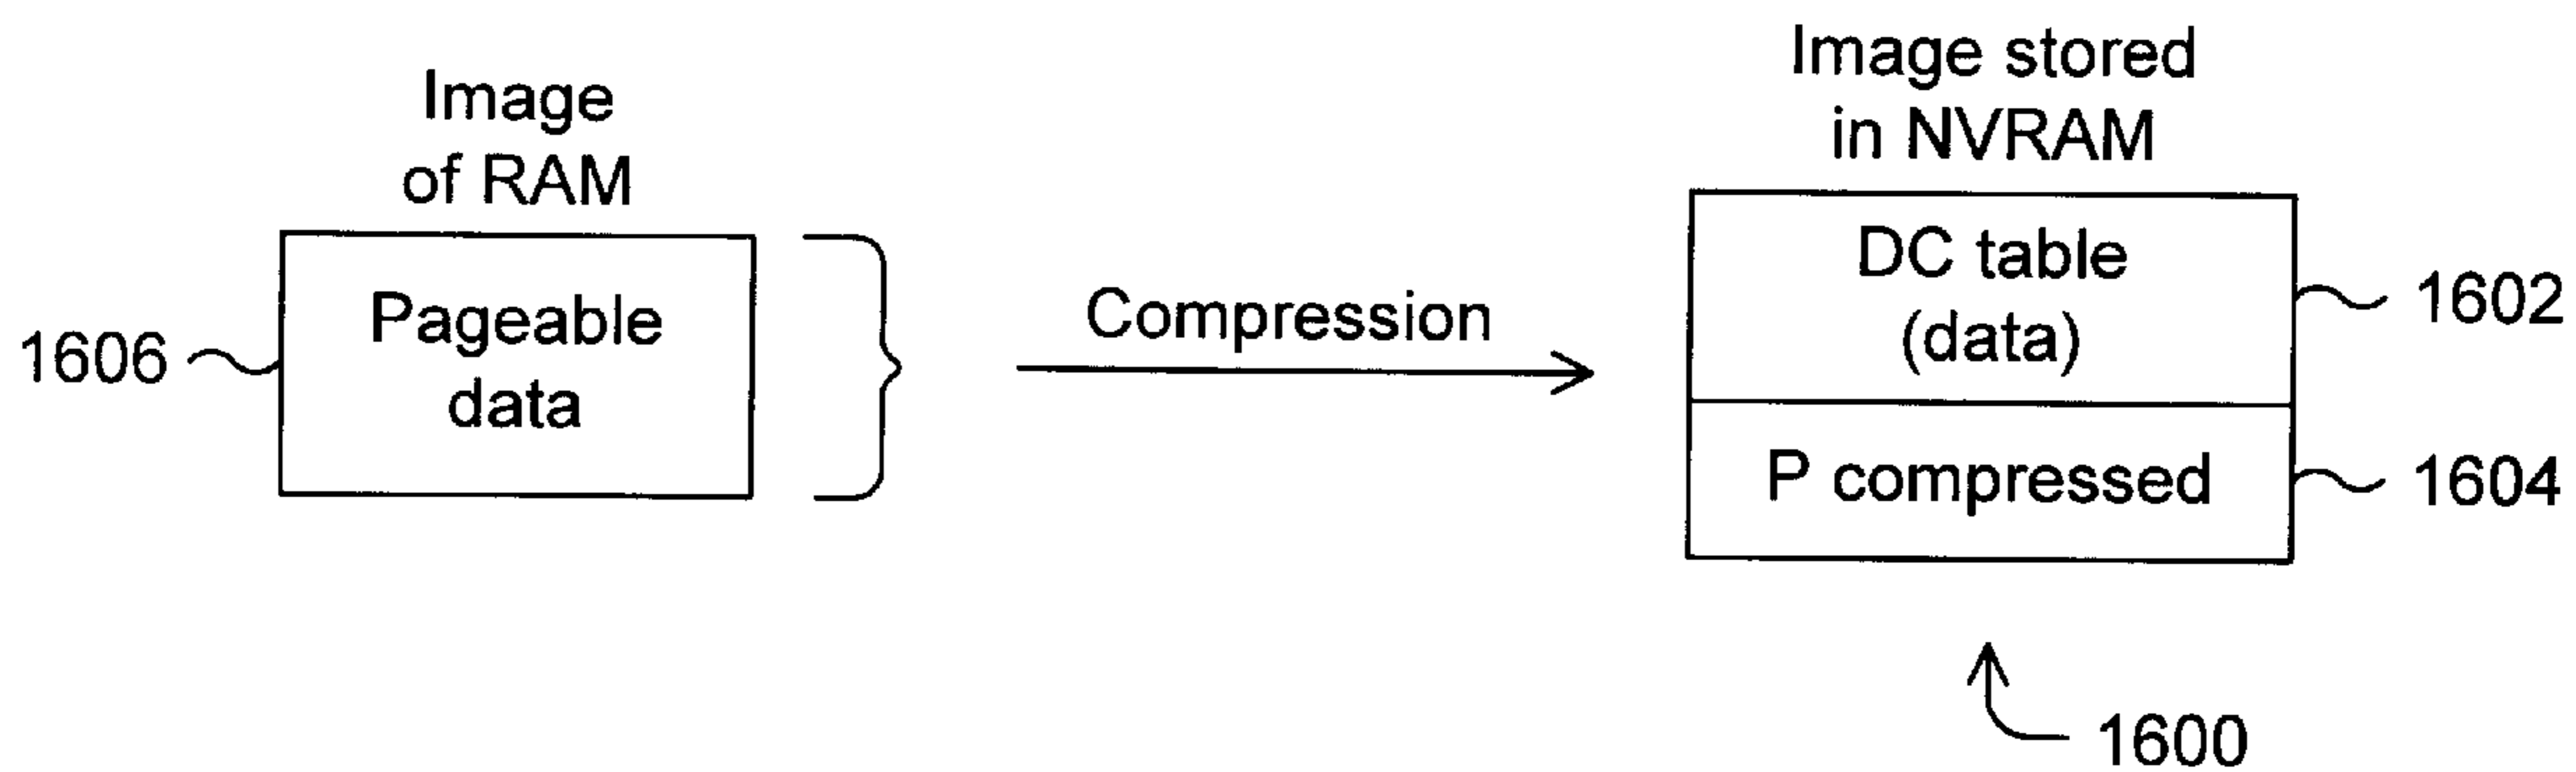 Image
of RAM
1606
Pageable
data
Compression
Image stored
in NVRAM
DC table
(data)
1602
P compressed
1604
1600